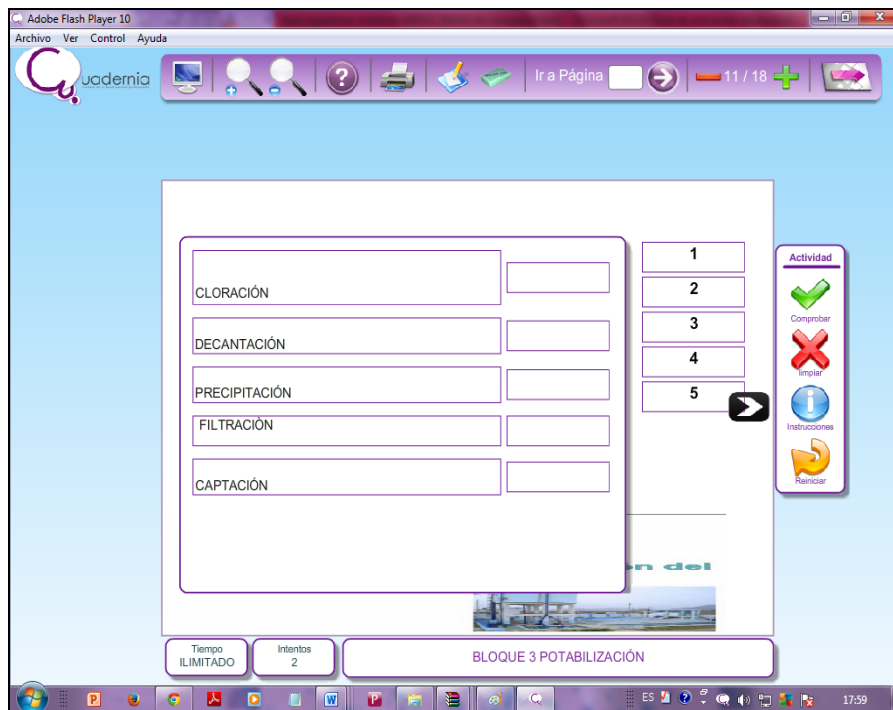 Adobe Flash Player 10
Archivo Ver Control Ayuda
Cuadernia
Ir a Página
11 / 18
CLORACIÓN
DECANTACIÓN
PRECIPITACIÓN
FILTRACIÒN
CAPTACIÓN
1
2
3
4
5
Actividad
Comprobar
limpiar
Instrucciones
Reiniciar
ón del
Tiempo
ILIMITADO
Intentos
2
BLOQUE 3 POTABILIZACIÓN
ES
17:59